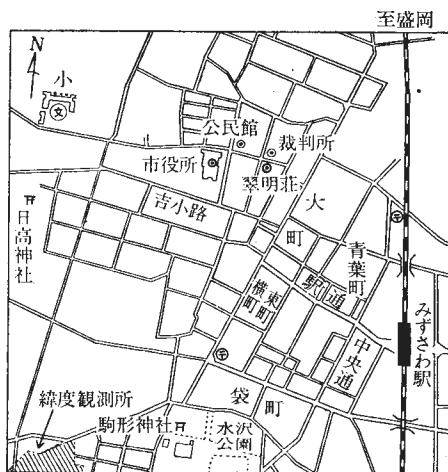 至盛岡
N
小
文
公民館
裁判所
市役所
翠明荘
吉小路
大町
日高神社
青葉町
駅通
横町
東町
みずさわ駅
中央通
袋町
緯度観測所
駒形神社
水沢公園